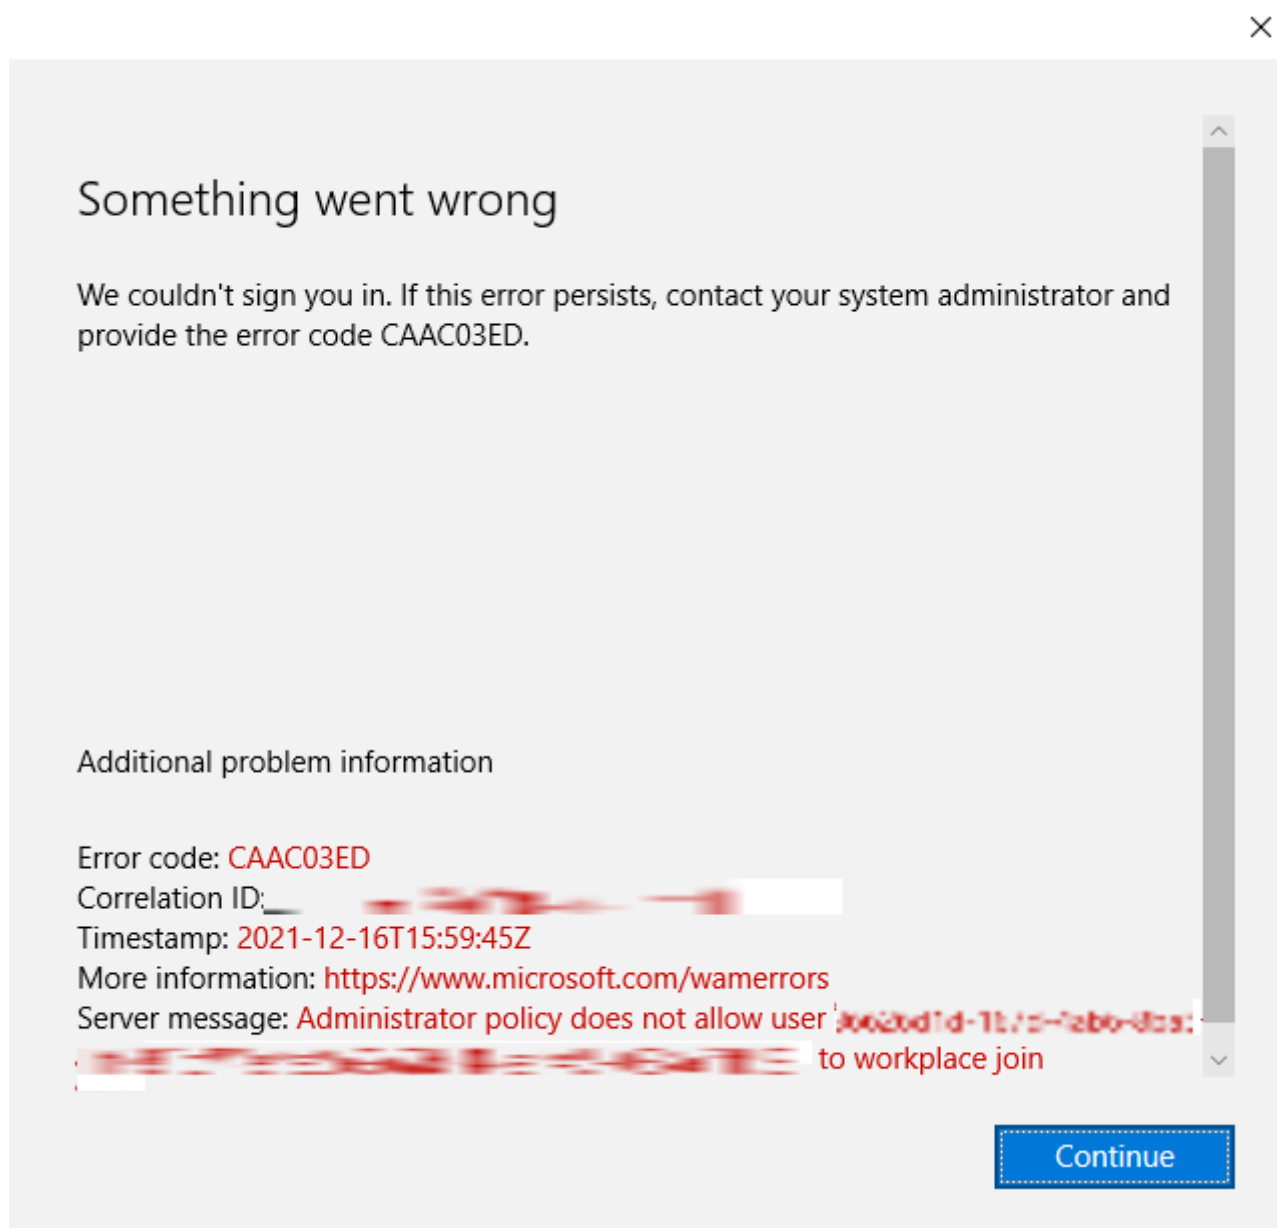 Something went wrong
We couldn't sign you in. If this error persists, contact your system administrator and
provide the error code CAAC03ED.
Additional problem information
Error code: CAAC03ED
Correlation ID:
Timestamp: 2021-12-16T15:59:45Z
More information: https://www.microsoft.com/wamerrors
Server message: Administrator policy does not allow user
to workplace join
Continue